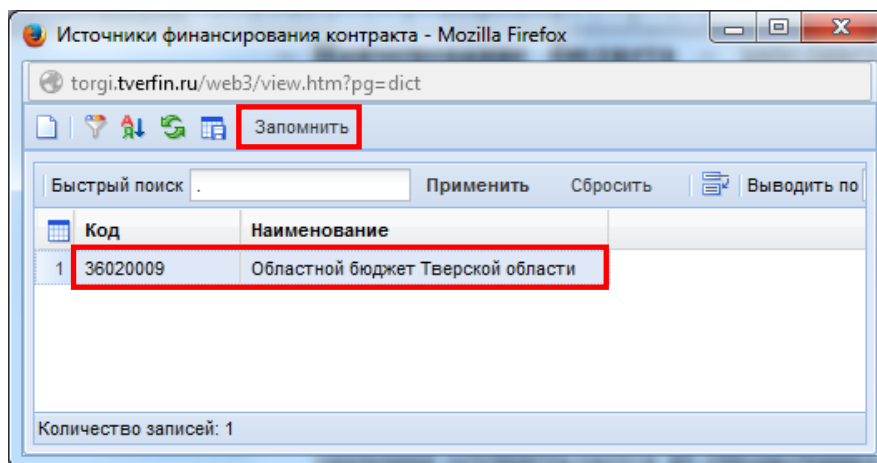 Источники финансирования контракта - Mozilla Firefox
torgi.tverfin.ru/web3/view.htm?pg=dict
Запомнить
Быстрый поиск . Применить Сбросить Выводить по
Код Наименование
1 36020009 Областной бюджет Тверской области
Количество записей: 1